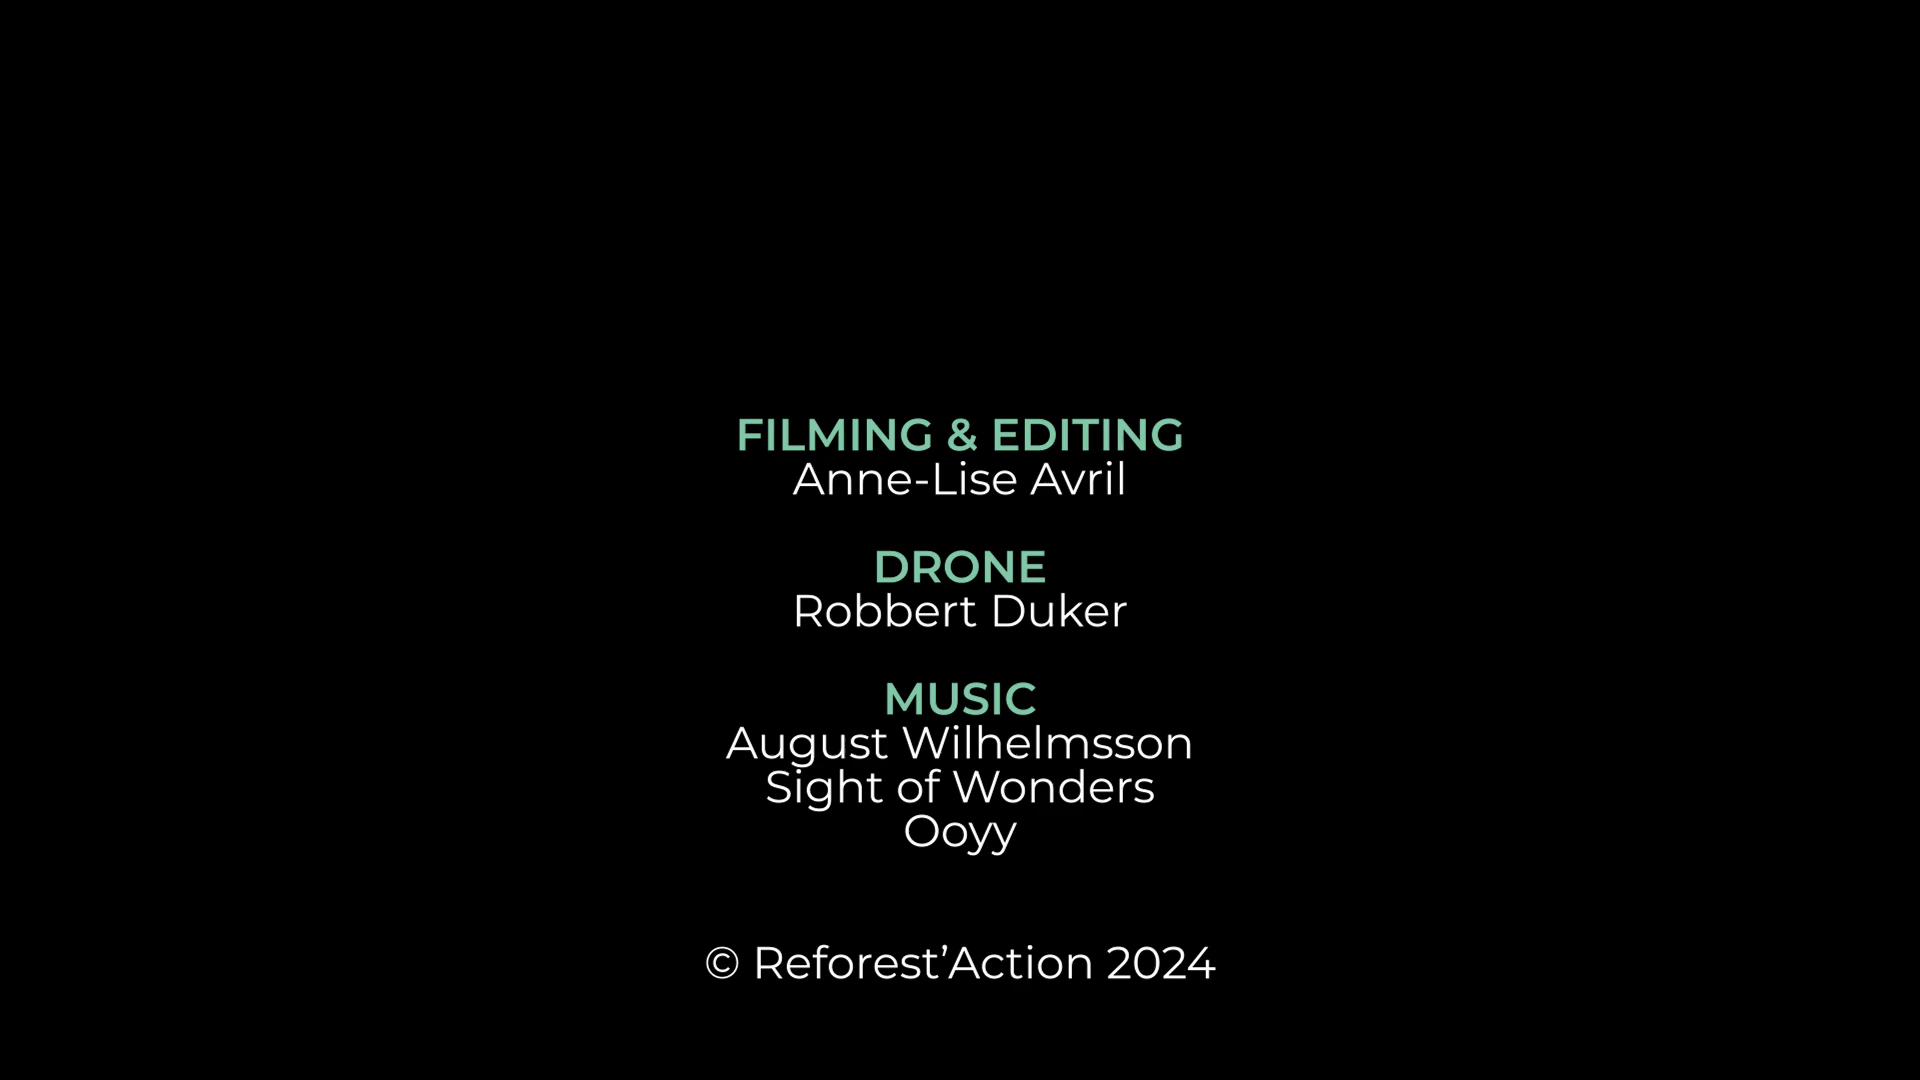 FILMING & EDITING
Anne-Lise Avril
DRONE
Robbert Duker
MUSIC
August Wilhelmsson
Sight of Wonders
Ooyy
© Reforest’Action 2024